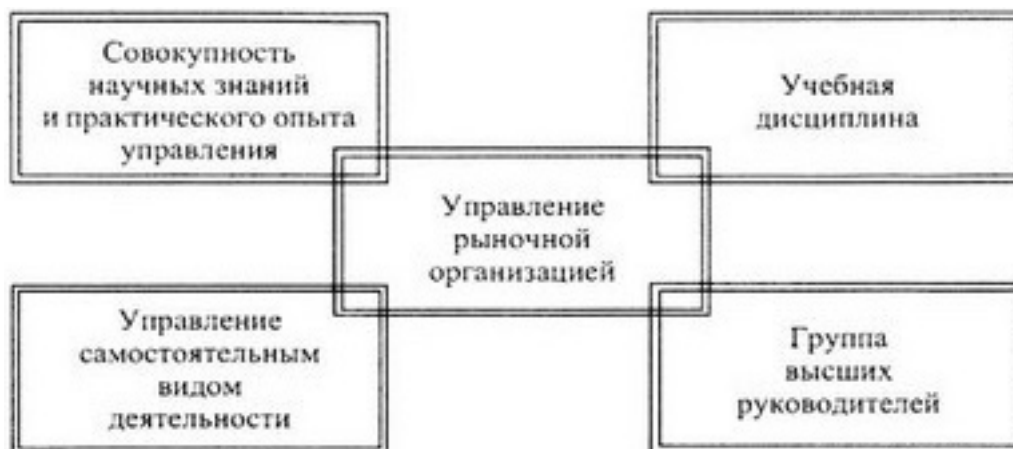 Совокупность
научных знаний
и практического опыта
управления
Учебная
дисциплина
Управление
рыночной
организацией
Управление
самостоятельным
видом
деятельности
Группа
высших
руководителей